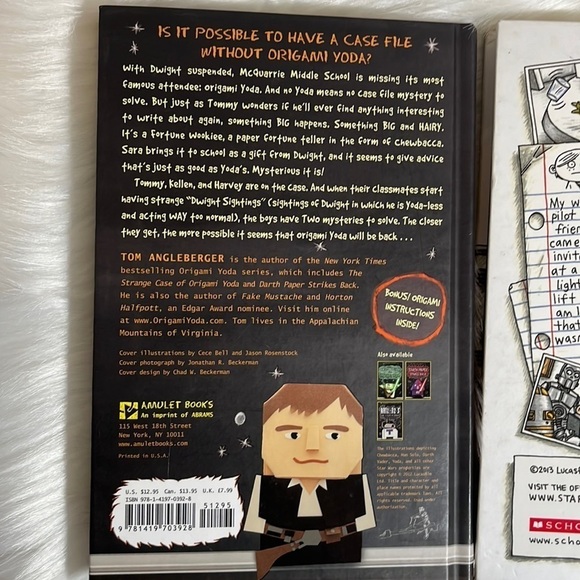 IS IT POSSIBLE TO HAVE A CASE FILE
WITHOUT ORIGAMI YODA?
With Dwight suspended, McQuarrie Middle School is missing its most
famous attendee: origami Yoda. And no Yoda means no case file mystery to
solve. But just as Tommy wonders if he'll ever find anything interesting
to write about again, something BIG happens. Something BIG and HAIRY.
It's a Fortune Wookiee, a paper fortune teller in the form of Chewbacca.
Sara brings it to school as a gift from Dwight, and it seems to give advice
that's just as good as Yoda's. Mysterious it is!
Tommy, Kellen, and Harvey are on the case. And when their classmates start
having strange "Dwight Sightings" (sightings of Dwight in which he is Yoda-less
and acting WAY too normal), the boys have TWO mysteries to solve. The closer
they get, the more possible it seems that origami Yoda will be back . . .
TOM ANGLEBERGER is the author of the New York Times
bestselling Origami Yoda series, which includes The
Strange Case of Origami Yoda and Darth Paper Strikes Back.
He is also the author of Fake Mustache and Horton
Halfpott, an Edgar Award nominee. Visit him online
at www.OrigamiYoda.com. Tom lives in the Appalachian
Mountains of Virginia.
BONUS! ORIGAMI
INSTRUCTIONS
INSIDE!
Cover illustrations by Cece Bell and Jason Rosenstock
Cover photograph by Jonathan R. Beckerman
Cover design by Chad W. Beckerman
Also available
AMULET BOOKS
An imprint of ABRAMS
115 West 18th Street
New York, NY 10011
www.amuletbooks.com
Printed in U.S.A.
U.S. $12.95 Can. $13.95 U.K. £7.99
ISBN 978-1-4197-0392-8
51295
9 781419 703928
My w
pilot
frien
came
invit
at a
light
lift
am I
that
wasn
©2013 Lucas
VISIT THE OF
WWW.STA
SCHO
www.scho